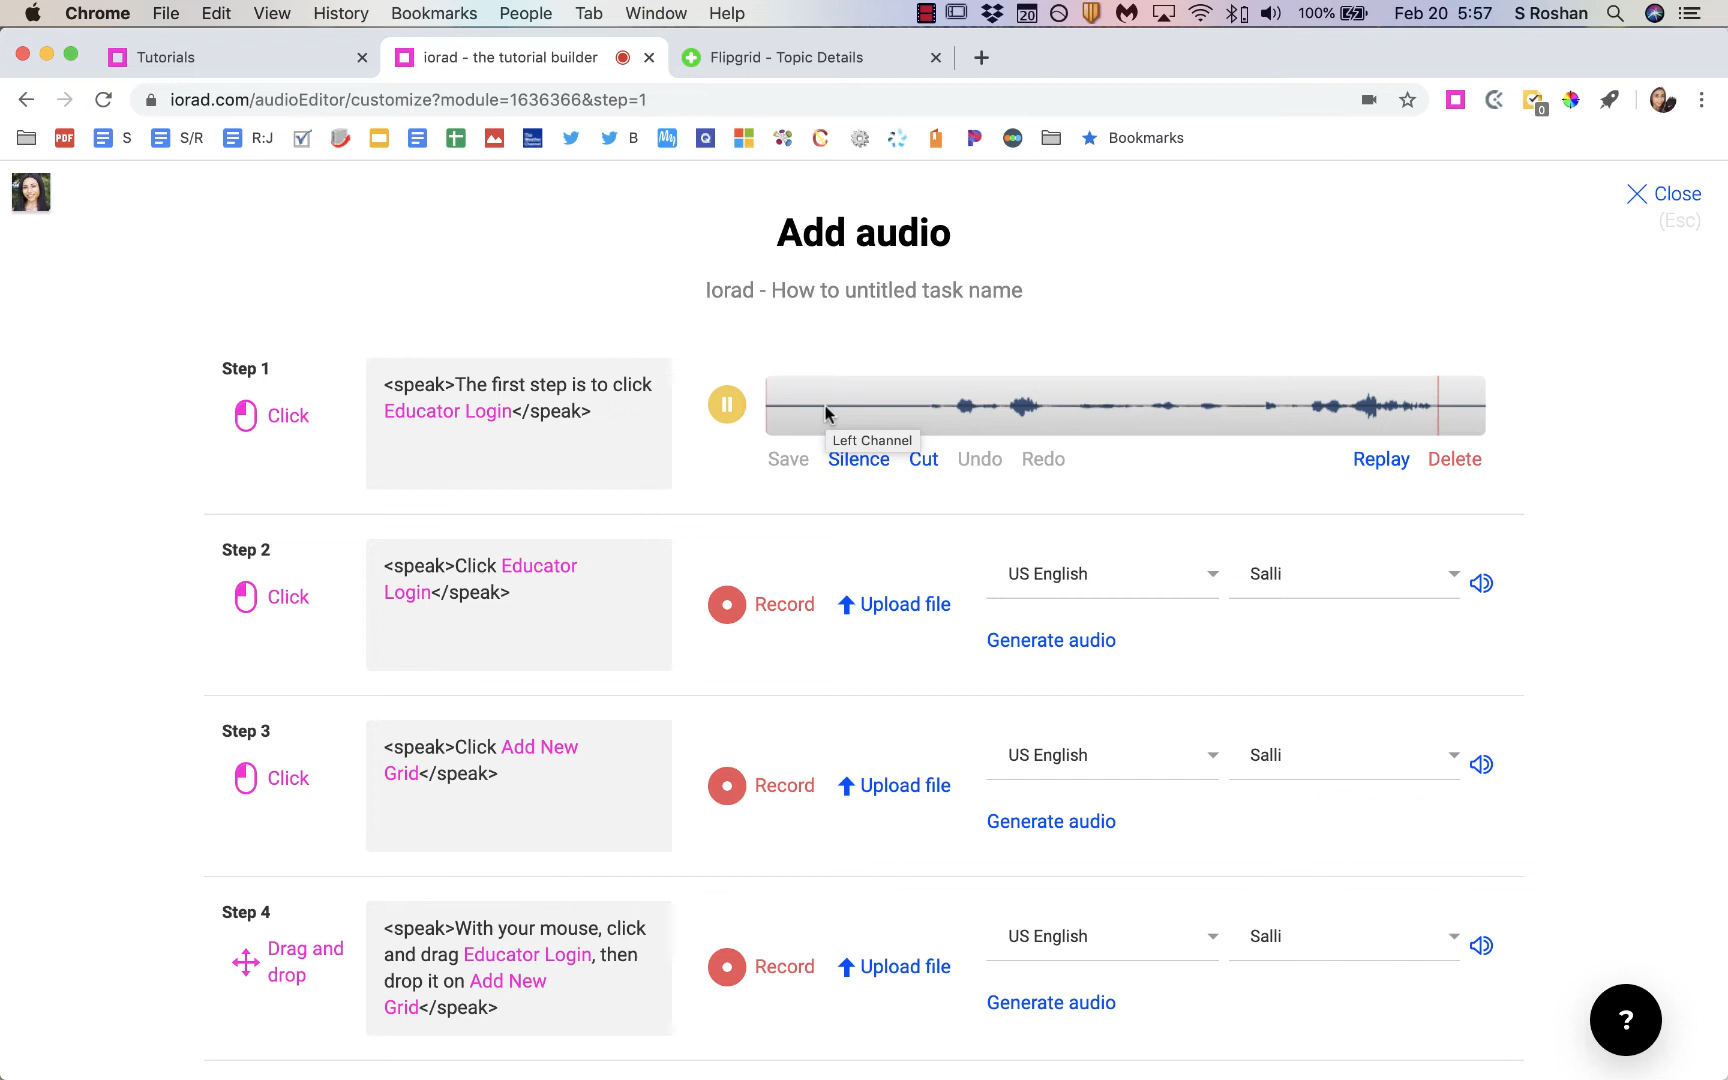 Chrome File Edit View History Bookmarks People Tab Window Help 20 100% Feb 20 5:57 S Roshan
Tutorials iorad - the tutorial builder Flipgrid - Topic Details
iorad.com/audioEditor/customize?module=1636366&step=1 0
PDF S S/R R:J My Q B Bookmarks
Close
(Esc)
Add audio
Iorad - How to untitled task name
Step 1
Click
<speak>The first step is to click
Educator Login</speak>
Left Channel
Save Silence Cut Undo Redo Replay Delete
Step 2
Click
<speak>Click Educator
Login</speak>
Record Upload file
US English Salli
Generate audio
Step 3
Click
<speak>Click Add New
Grid</speak>
Record Upload file
US English Salli
Generate audio
Step 4
Drag and
drop
<speak>With your mouse, click
and drag Educator Login, then
drop it on Add New
Grid</speak>
Record Upload file
US English Salli
Generate audio
?